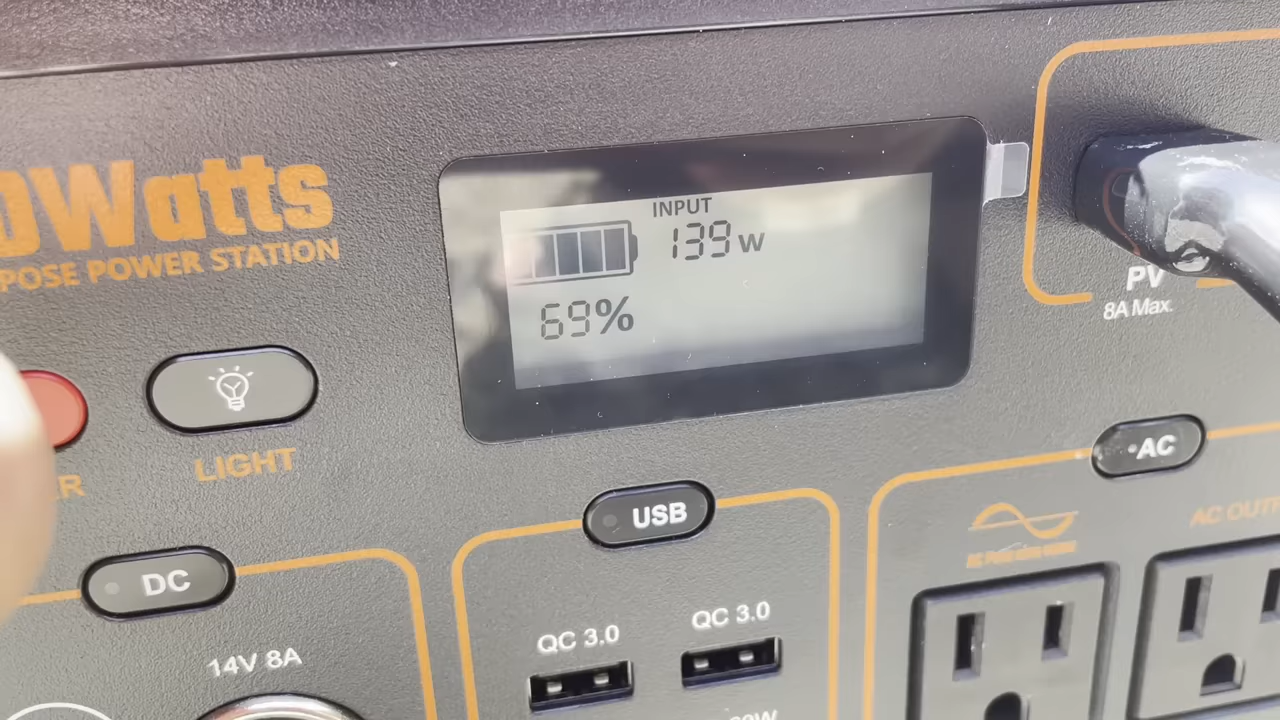 0Watts
POSE POWER STATION
INPUT
139 w
69%
PV
8A Max.
LIGHT
ER
• AC
USB
AC OUT
DC
QC 3.0
QC 3.0
14V 8A